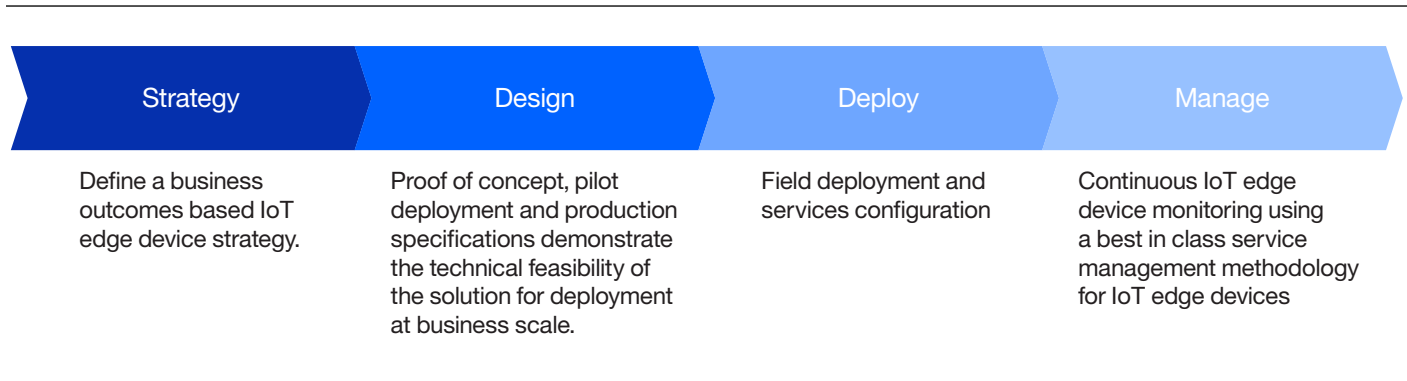 Strategy
Design
Deploy
Manage
Define a business
outcomes based IoT
edge device strategy.
Proof of concept, pilot
deployment and production
specifications demonstrate
the technical feasibility of
the solution for deployment
at business scale.
Field deployment and
services configuration
Continuous IoT edge
device monitoring using
a best in class service
management methodology
for IoT edge devices